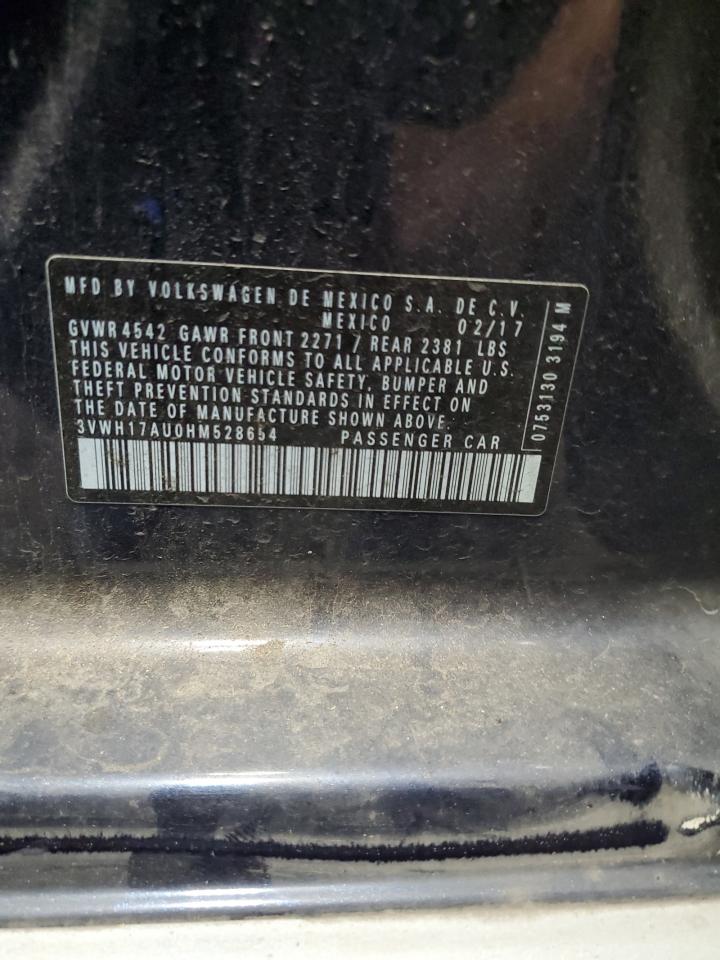 MFD BY VOLKSWAGEN DE MEXICO S.A. DE C.V.
MEXICO 02/17
GVWR 4542 GAWR FRONT 2271 / REAR 2381 LBS
THIS VEHICLE CONFORMS TO ALL APPLICABLE U.S.
FEDERAL MOTOR VEHICLE SAFETY, BUMPER AND
THEFT PREVENTION STANDARDS IN EFFECT ON
THE DATE OF MANUFACTURE SHOWN ABOVE.
3VWH17AU0HM528654 PASSENGER CAR
0753130 3194 M